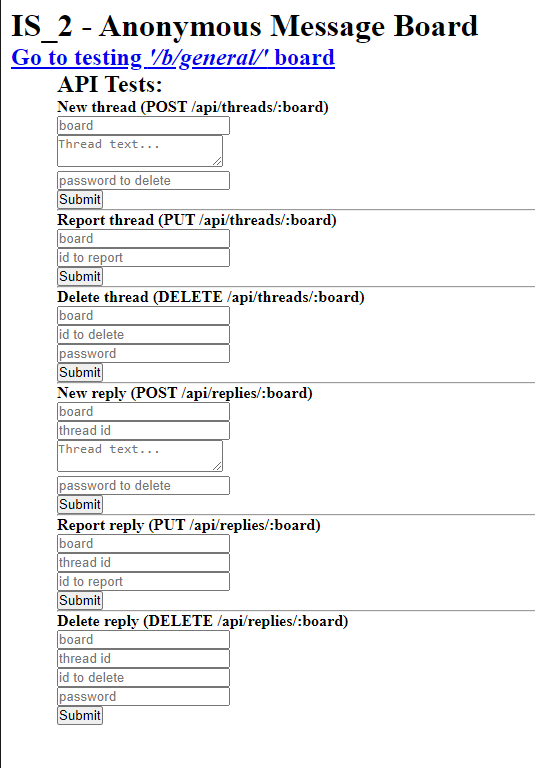 IS_2 - Anonymous Message Board
Go to testing '/b/general/' board
API Tests:
New thread (POST /api/threads/:board)
board
Thread text...
password to delete
Submit
Report thread (PUT /api/threads/:board)
board
id to report
Submit
Delete thread (DELETE /api/threads/:board)
board
id to delete
password
Submit
New reply (POST /api/replies/:board)
board
thread id
Thread text...
password to delete
Submit
Report reply (PUT /api/replies/:board)
board
thread id
id to report
Submit
Delete reply (DELETE /api/replies/:board)
board
thread id
id to delete
password
Submit